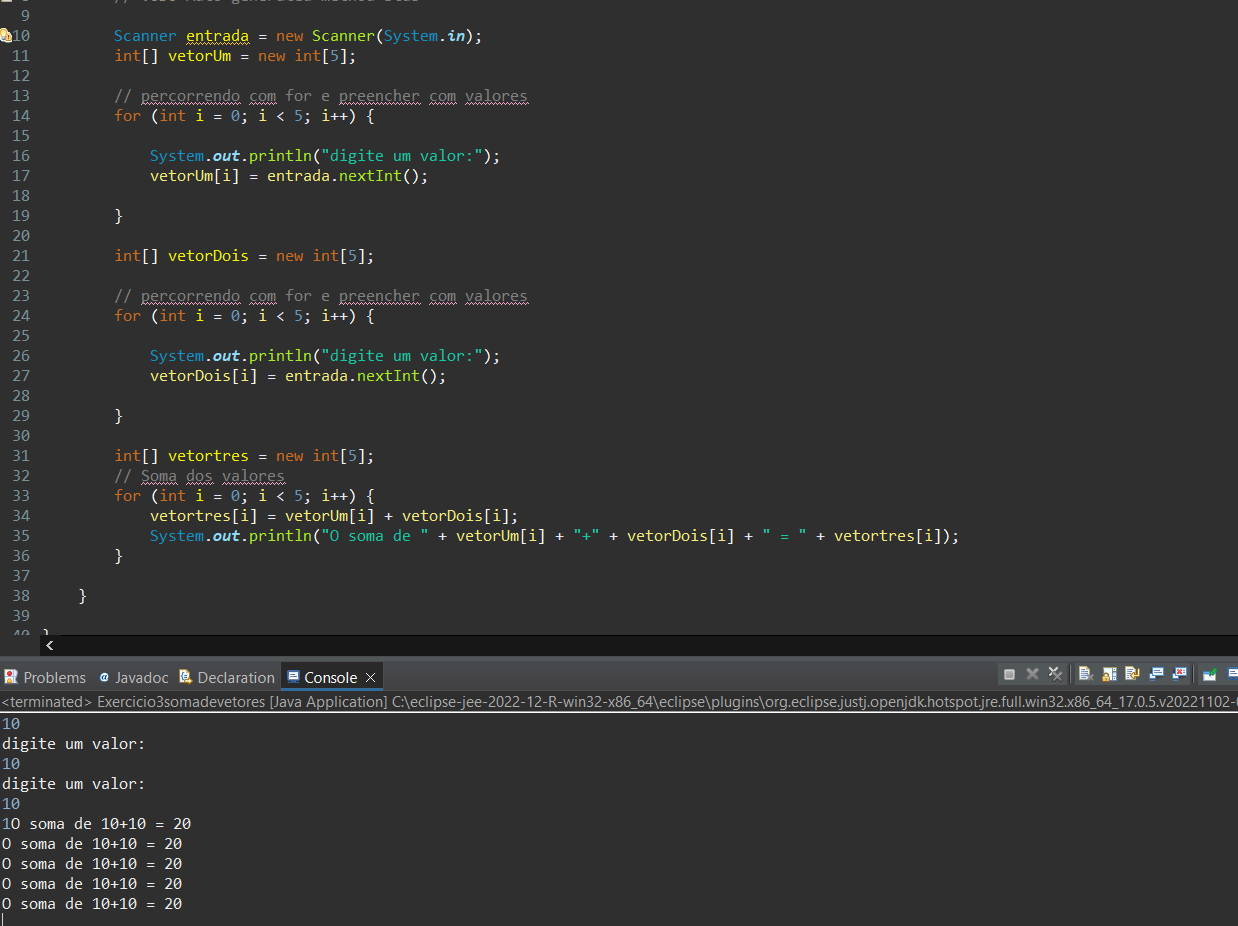 9
10 Scanner entrada = new Scanner(System.in);
11 int[] vetorUm = new int[5];
12
13 // percorrendo com for e preencher com valores
14 for (int i = 0; i < 5; i++) {
15
16 System.out.println("digite um valor:");
17 vetorUm[i] = entrada.nextInt();
18
19 }
20
21 int[] vetorDois = new int[5];
22
23 // percorrendo com for e preencher com valores
24 for (int i = 0; i < 5; i++) {
25
26 System.out.println("digite um valor:");
27 vetorDois[i] = entrada.nextInt();
28
29 }
30
31 int[] vetortres = new int[5];
32 // Soma dos valores
33 for (int i = 0; i < 5; i++) {
34 vetortres[i] = vetorUm[i] + vetorDois[i];
35 System.out.println("O soma de " + vetorUm[i] + "+" + vetorDois[i] + " = " + vetortres[i]);
36 }
37
38 }
39
40 }
Problems Javadoc Declaration Console
<terminated> Exercicio3somadevetores [Java Application] C:\eclipse-jee-2022-12-R-win32-x86_64\eclipse\plugins\org.eclipse.justj.openjdk.hotspot.jre.full.win32.x86_64_17.0.5.v20221102-
10
digite um valor:
10
digite um valor:
10
1O soma de 10+10 = 20
O soma de 10+10 = 20
O soma de 10+10 = 20
O soma de 10+10 = 20
O soma de 10+10 = 20